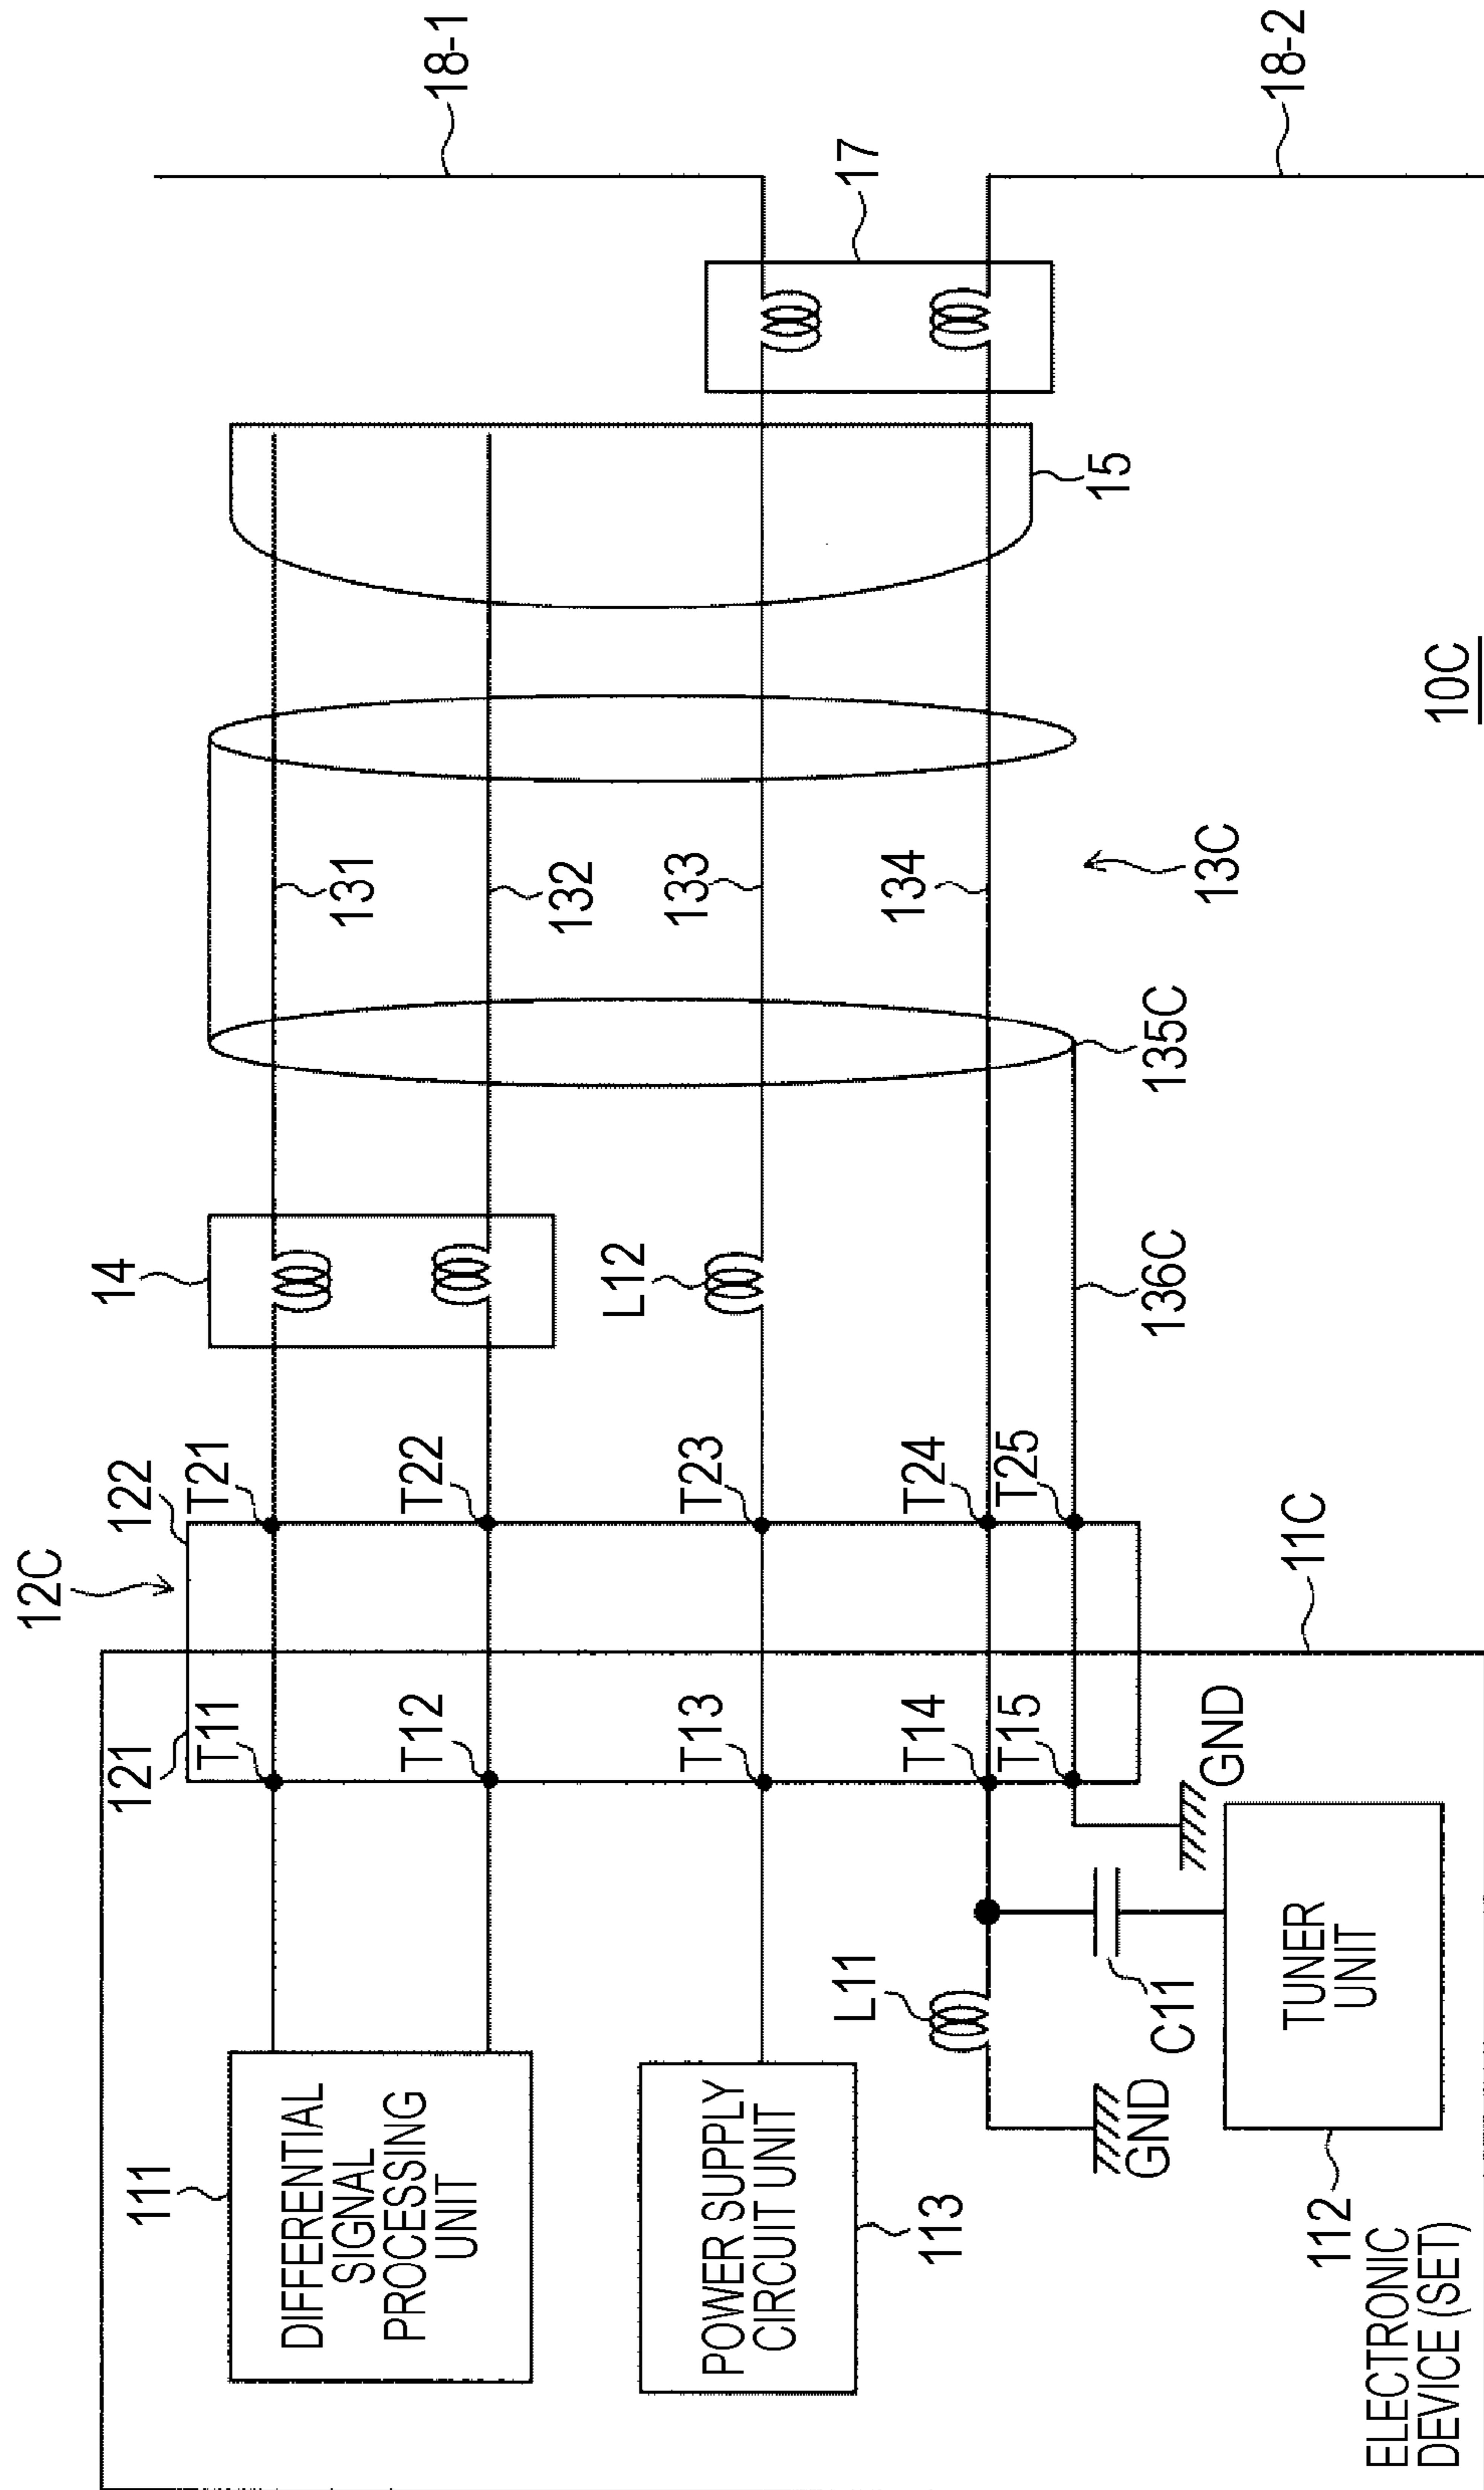 18-1
18-2
17
15
10C
131
132
133
134
13C
135C
14
L12
136C
12C
122
T21
T22
T23
T24
T25
11C
121
T11
T12
T13
T14
T15
GND
L11
C11
GND
111
DIFFERENTIAL
SIGNAL
PROCESSING
UNIT
POWER SUPPLY
CIRCUIT UNIT
113
TUNER
UNIT
112
ELECTRONIC
DEVICE (SET)